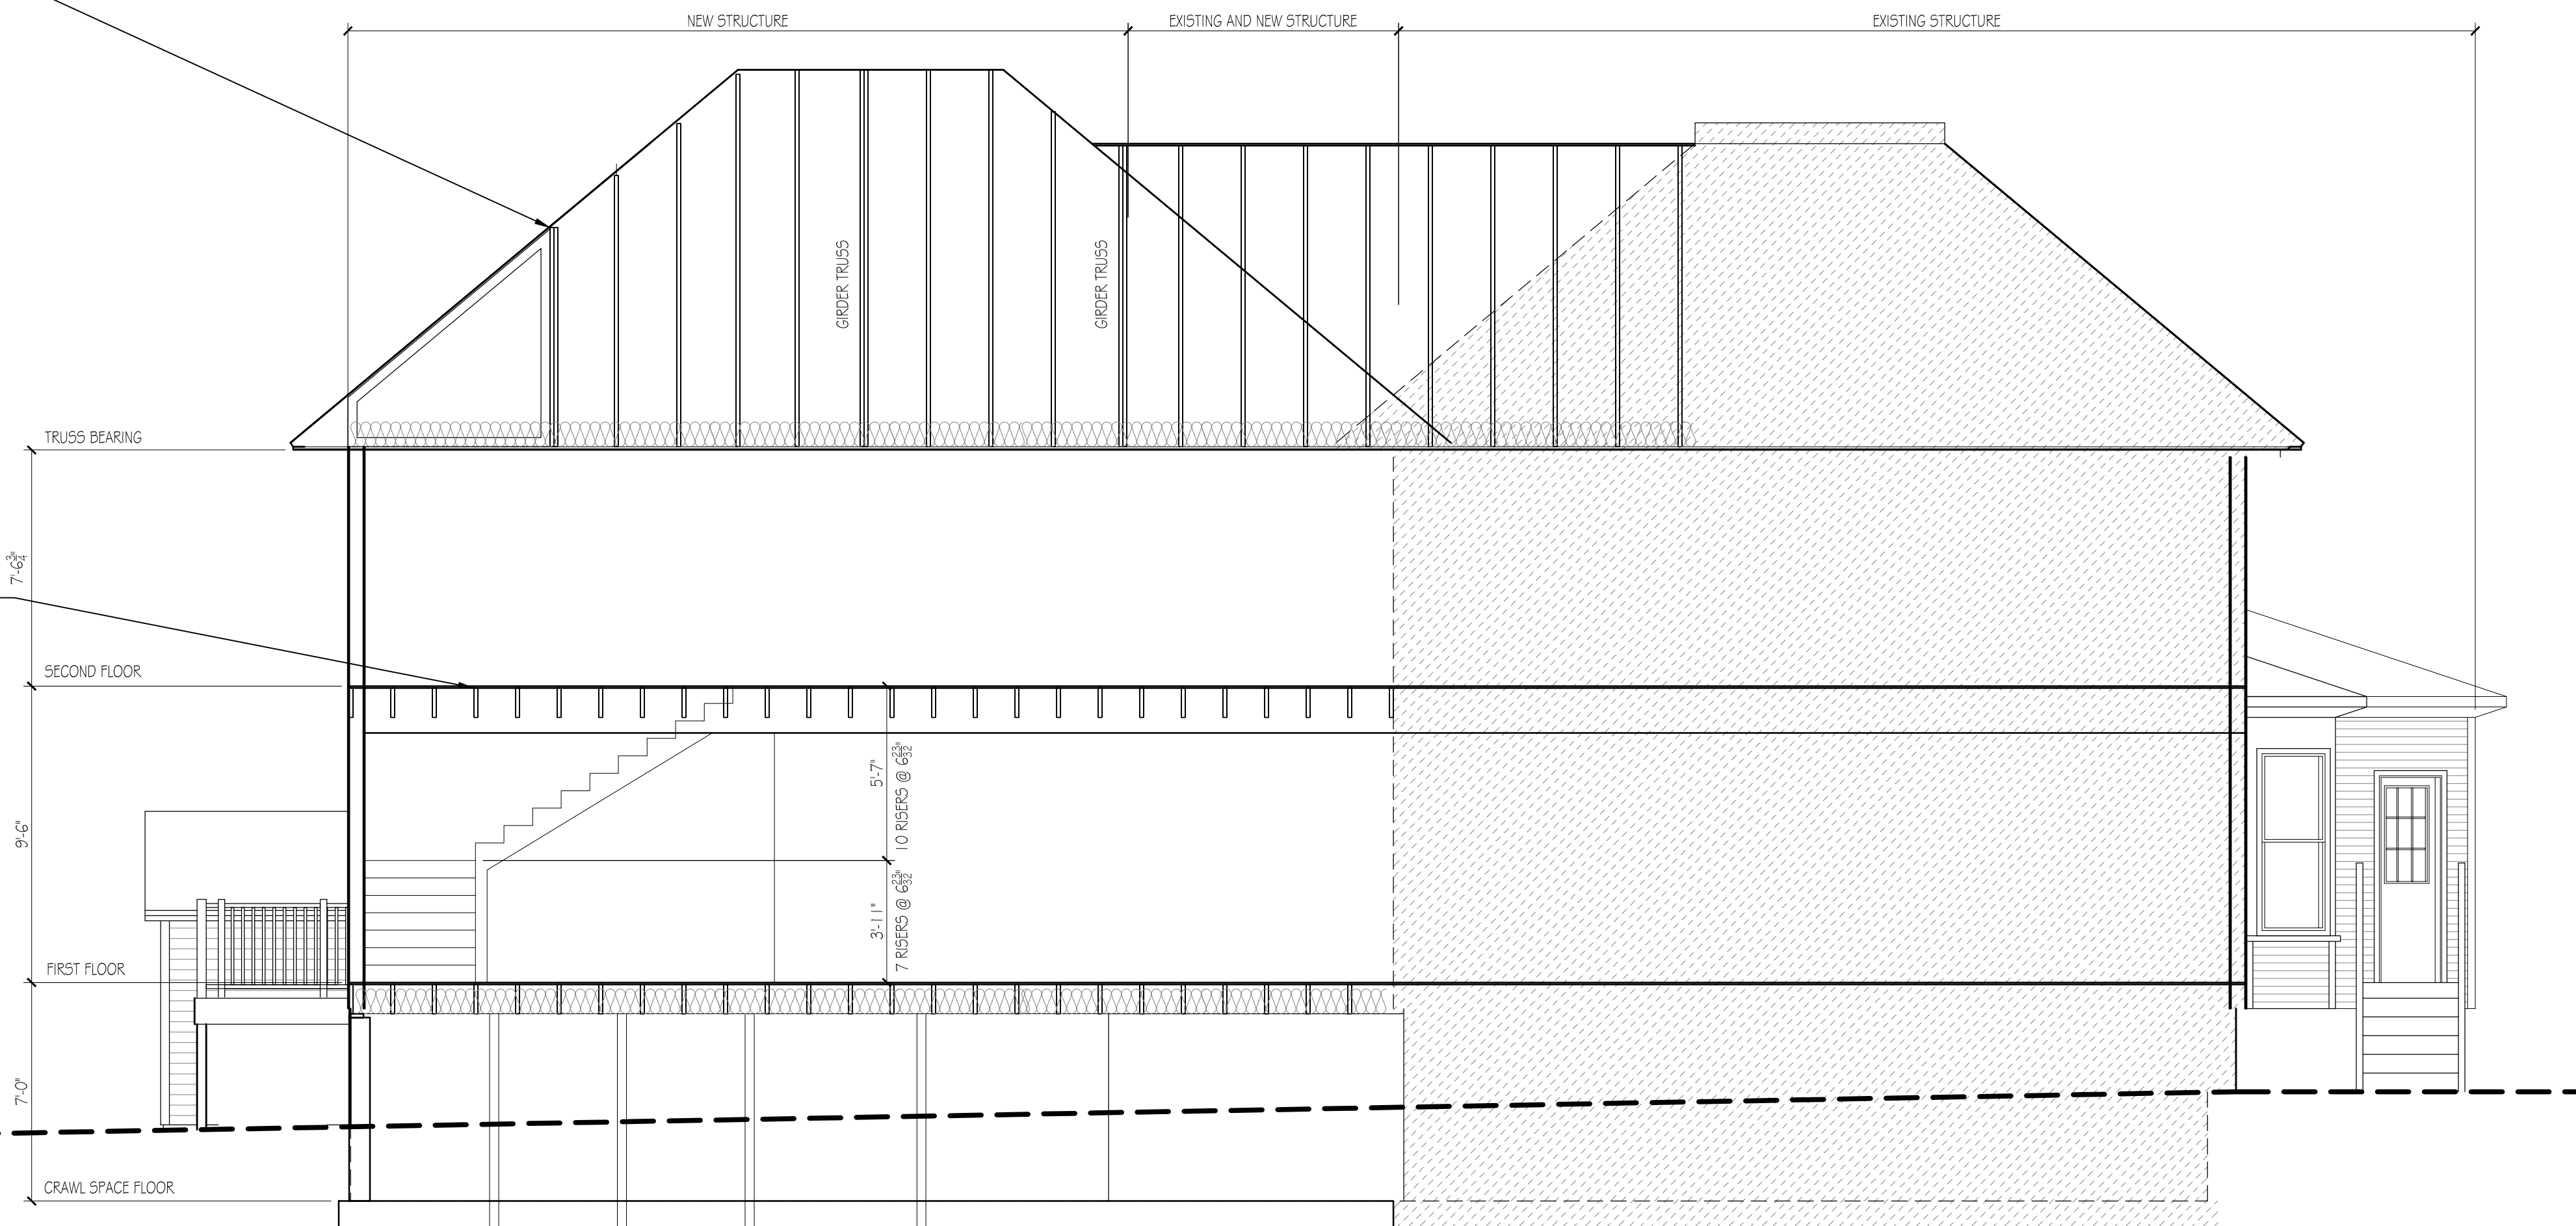 NEW STRUCTURE
EXISTING AND NEW STRUCTURE
EXISTING STRUCTURE
GIRDER TRUSS
GIRDER TRUSS
TRUSS BEARING
7'-6 3/4"
SECOND FLOOR
5'-7"
10 RISERS @ 6 23/32"
9'-6"
3'-11"
7 RISERS @ 6 23/32"
FIRST FLOOR
7'-0"
CRAWL SPACE FLOOR